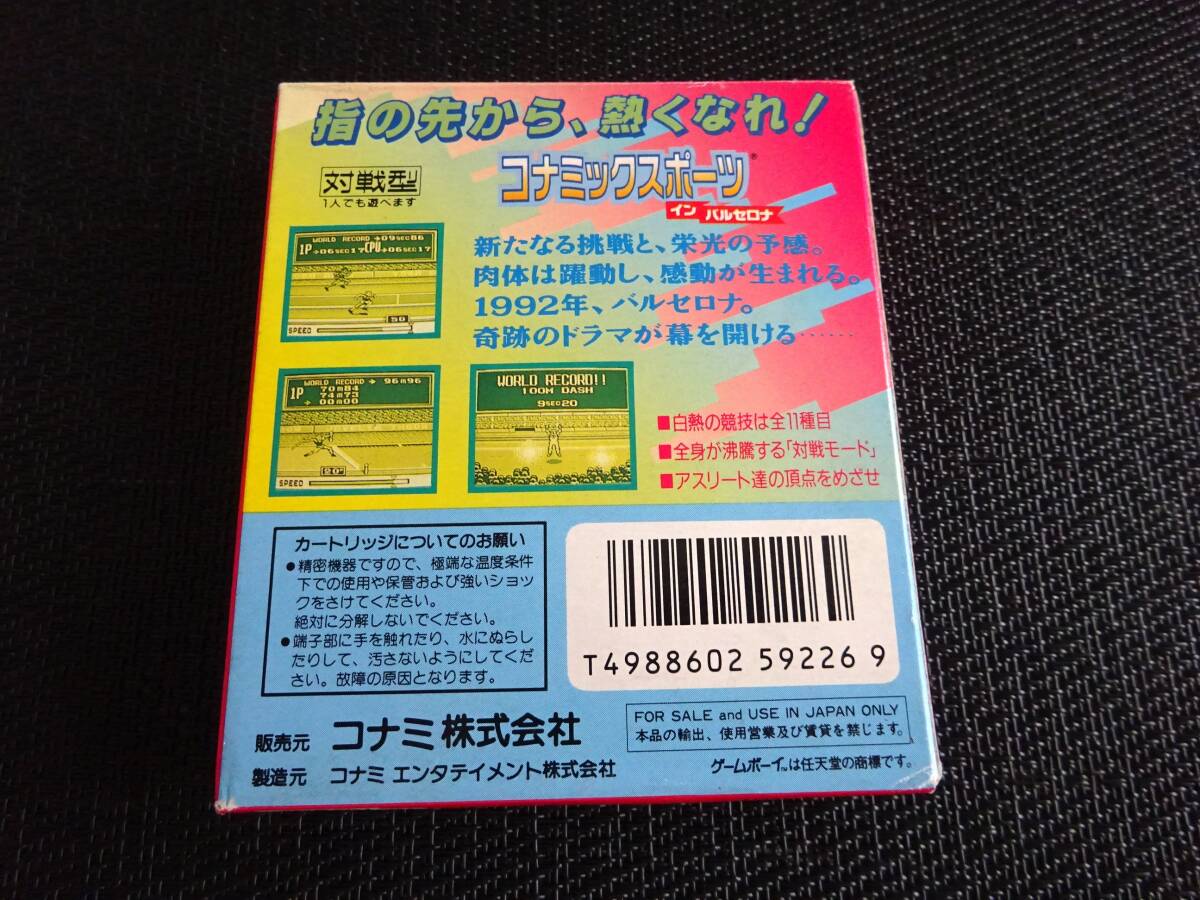 指の先から、熱くなれ!
対戦型
1人でも遊べます
コナミックスポーツ®
イン バルセロナ
新たなる挑戦と、栄光の予感。
肉体は躍動し、感動が生まれる。
1992年、バルセロナ。
奇跡のドラマが幕を開ける……
WORLD RECORD →09SEC86
1P →06SEC17 CPU →06SEC17
50
SPEED
WORLD RECORD → 96M96
1P 70M84
74M73
→ 00M00
20°
SPEED
WORLD RECORD!!
100M DASH
9SEC20
■白熱の競技は全11種目
■全身が沸騰する「対戦モード」
■アスリート達の頂点をめざせ
カートリッジについてのお願い
●精密機器ですので、極端な温度条件
下での使用や保管および強いショッ
クをさけてください。
絶対に分解しないでください。
●端子部に手を触れたり、水にぬらし
たりして、汚さないようにしてくだ
さい。故障の原因となります。
T4988602 59226 9
販売元 コナミ株式会社
製造元 コナミ エンタテイメント株式会社
FOR SALE and USE IN JAPAN ONLY
本品の輸出、使用営業及び賃貸を禁じます。
ゲームボーイ™は任天堂の商標です。